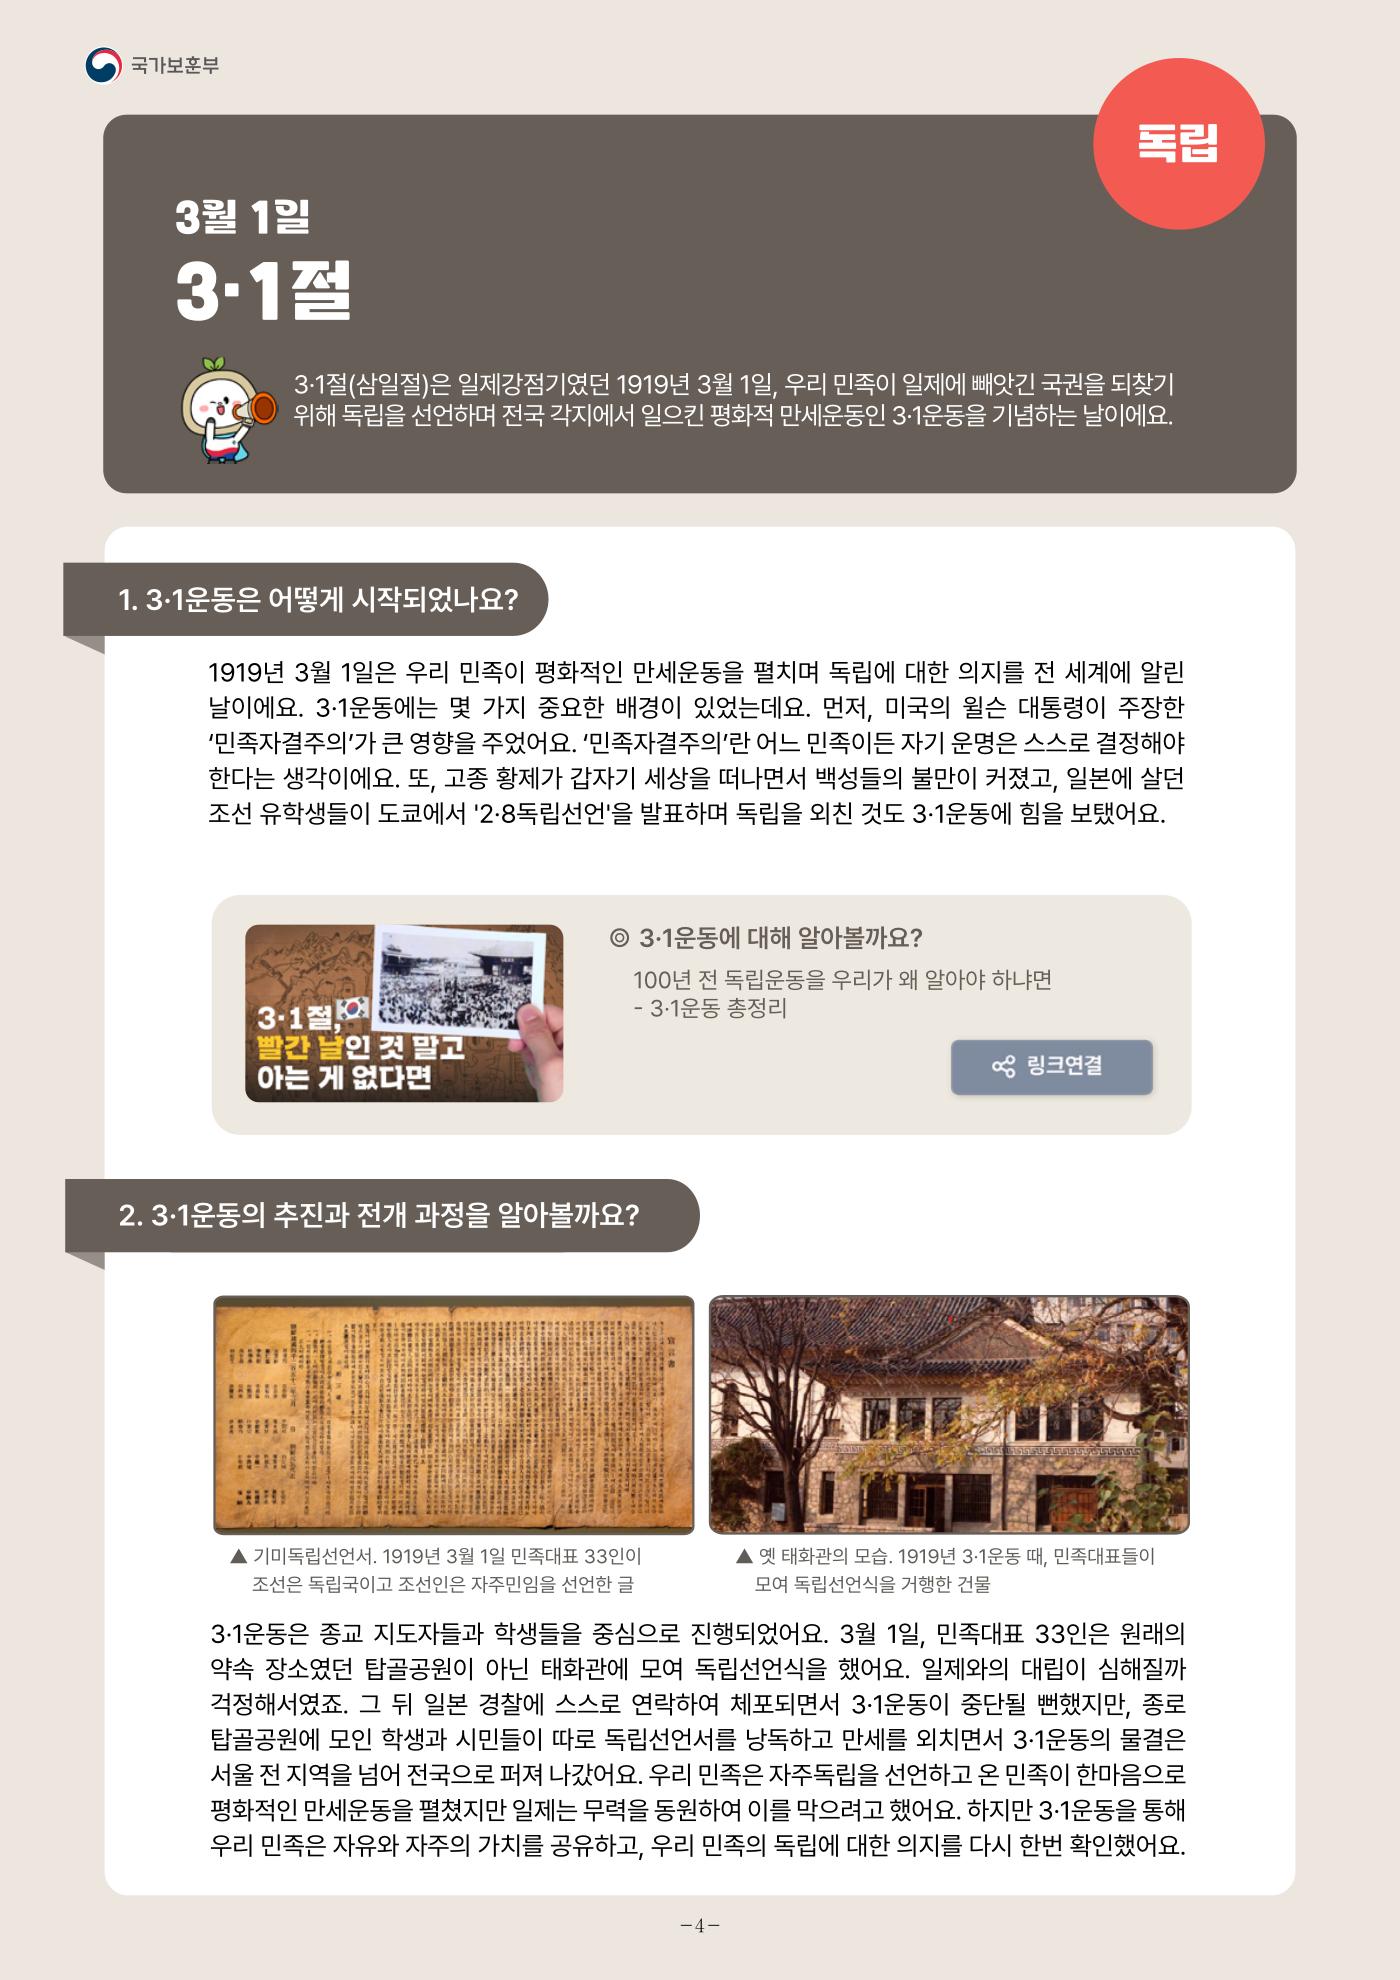 국가보훈부
독립
3월 1일
3·1절
3·1절(삼일절)은 일제강점기였던 1919년 3월 1일, 우리 민족이 일제에 빼앗긴 국권을 되찾기
위해 독립을 선언하며 전국 각지에서 일으킨 평화적 만세운동인 3·1운동을 기념하는 날이에요.
1. 3·1운동은 어떻게 시작되었나요?
1919년 3월 1일은 우리 민족이 평화적인 만세운동을 펼치며 독립에 대한 의지를 전 세계에 알린
날이에요. 3·1운동에는 몇 가지 중요한 배경이 있었는데요. 먼저, 미국의 윌슨 대통령이 주장한
‘민족자결주의’가 큰 영향을 주었어요. ‘민족자결주의’란 어느 민족이든 자기 운명은 스스로 결정해야
한다는 생각이에요. 또, 고종 황제가 갑자기 세상을 떠나면서 백성들의 불만이 커졌고, 일본에 살던
조선 유학생들이 도쿄에서 '2·8독립선언'을 발표하며 독립을 외친 것도 3·1운동에 힘을 보탰어요.
3·1절,
빨간 날인 것 말고
아는 게 없다면
◎ 3·1운동에 대해 알아볼까요?
100년 전 독립운동을 우리가 왜 알아야 하냐면
- 3·1운동 총정리
링크연결
2. 3·1운동의 추진과 전개 과정을 알아볼까요?
宣言書
▲ 기미독립선언서. 1919년 3월 1일 민족대표 33인이
조선은 독립국이고 조선인은 자주민임을 선언한 글
▲ 옛 태화관의 모습. 1919년 3·1운동 때, 민족대표들이
모여 독립선언식을 거행한 건물
3·1운동은 종교 지도자들과 학생들을 중심으로 진행되었어요. 3월 1일, 민족대표 33인은 원래의
약속 장소였던 탑골공원이 아닌 태화관에 모여 독립선언식을 했어요. 일제와의 대립이 심해질까
걱정해서였죠. 그 뒤 일본 경찰에 스스로 연락하여 체포되면서 3·1운동이 중단될 뻔했지만, 종로
탑골공원에 모인 학생과 시민들이 따로 독립선언서를 낭독하고 만세를 외치면서 3·1운동의 물결은
서울 전 지역을 넘어 전국으로 퍼져 나갔어요. 우리 민족은 자주독립을 선언하고 온 민족이 한마음으로
평화적인 만세운동을 펼쳤지만 일제는 무력을 동원하여 이를 막으려고 했어요. 하지만 3·1운동을 통해
우리 민족은 자유와 자주의 가치를 공유하고, 우리 민족의 독립에 대한 의지를 다시 한번 확인했어요.
－4－